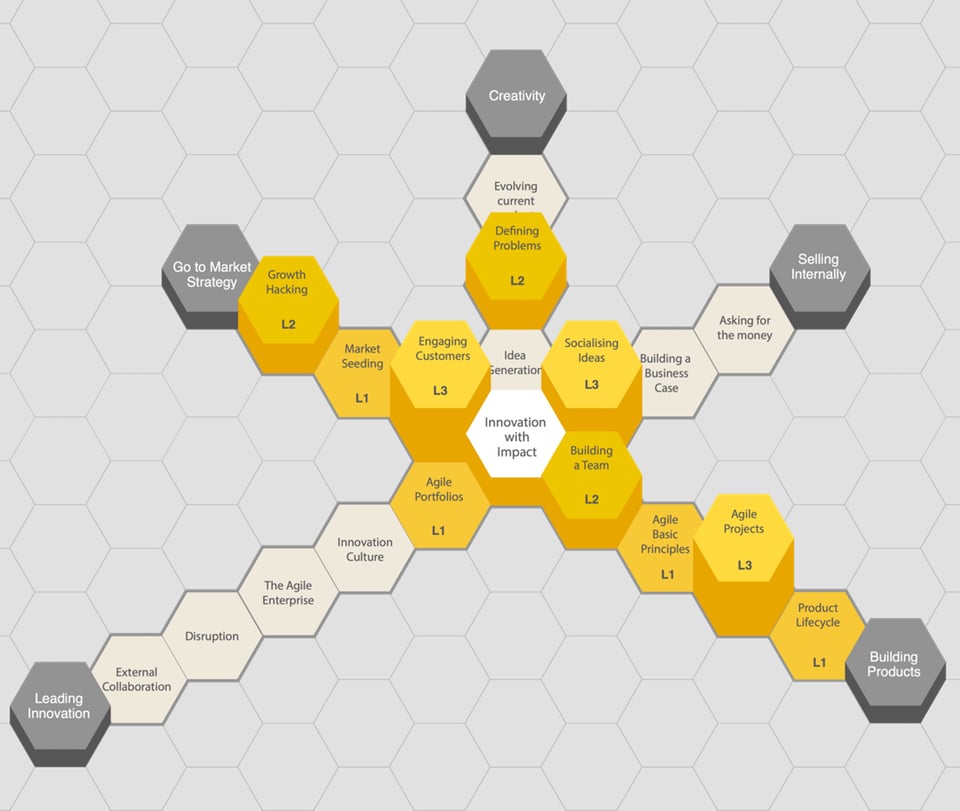 Creativity
Evolving
current
Defining
Problems
L2
Go to Market
Strategy
Growth
Hacking
L2
Selling
Internally
Asking for
the money
Market
Seeding
L1
Engaging
Customers
L3
Idea
Generation
Socialising
Ideas
L3
Building a
Business
Case
Innovation
with
Impact
Building
a Team
L2
Agile
Portfolios
L1
Innovation
Culture
The Agile
Enterprise
Disruption
External
Collaboration
Leading
Innovation
Agile
Basic
Principles
L1
Agile
Projects
L3
Product
Lifecycle
L1
Building
Products